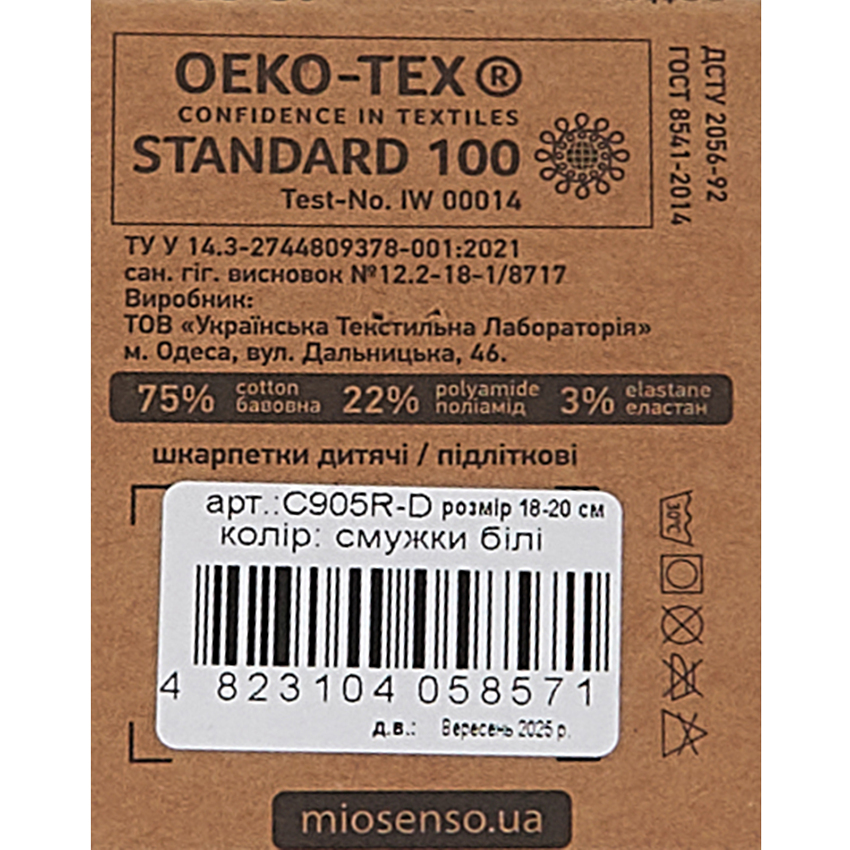 OEKO-TEX®
CONFIDENCE IN TEXTILES
STANDARD 100
Test-No. IW 00014
ДСТУ 2056-92
ГОСТ 8541-2014
ТУ У 14.3-2744809378-001:2021
сан. гіг. висновок №12.2-18-1/8717
Виробник:
ТОВ «Українська Текстильна Лабораторія»
м. Одеса, вул. Дальницька, 46.
75% cotton бавовна 22% polyamide поліамід 3% elastane еластан
шкарпетки дитячі / підліткові
арт.:C905R-D розмір 18-20 см
колір: смужки білі
4 823104 058571
д.в.: Вересень 2025 р.
30°C
miosenso.ua